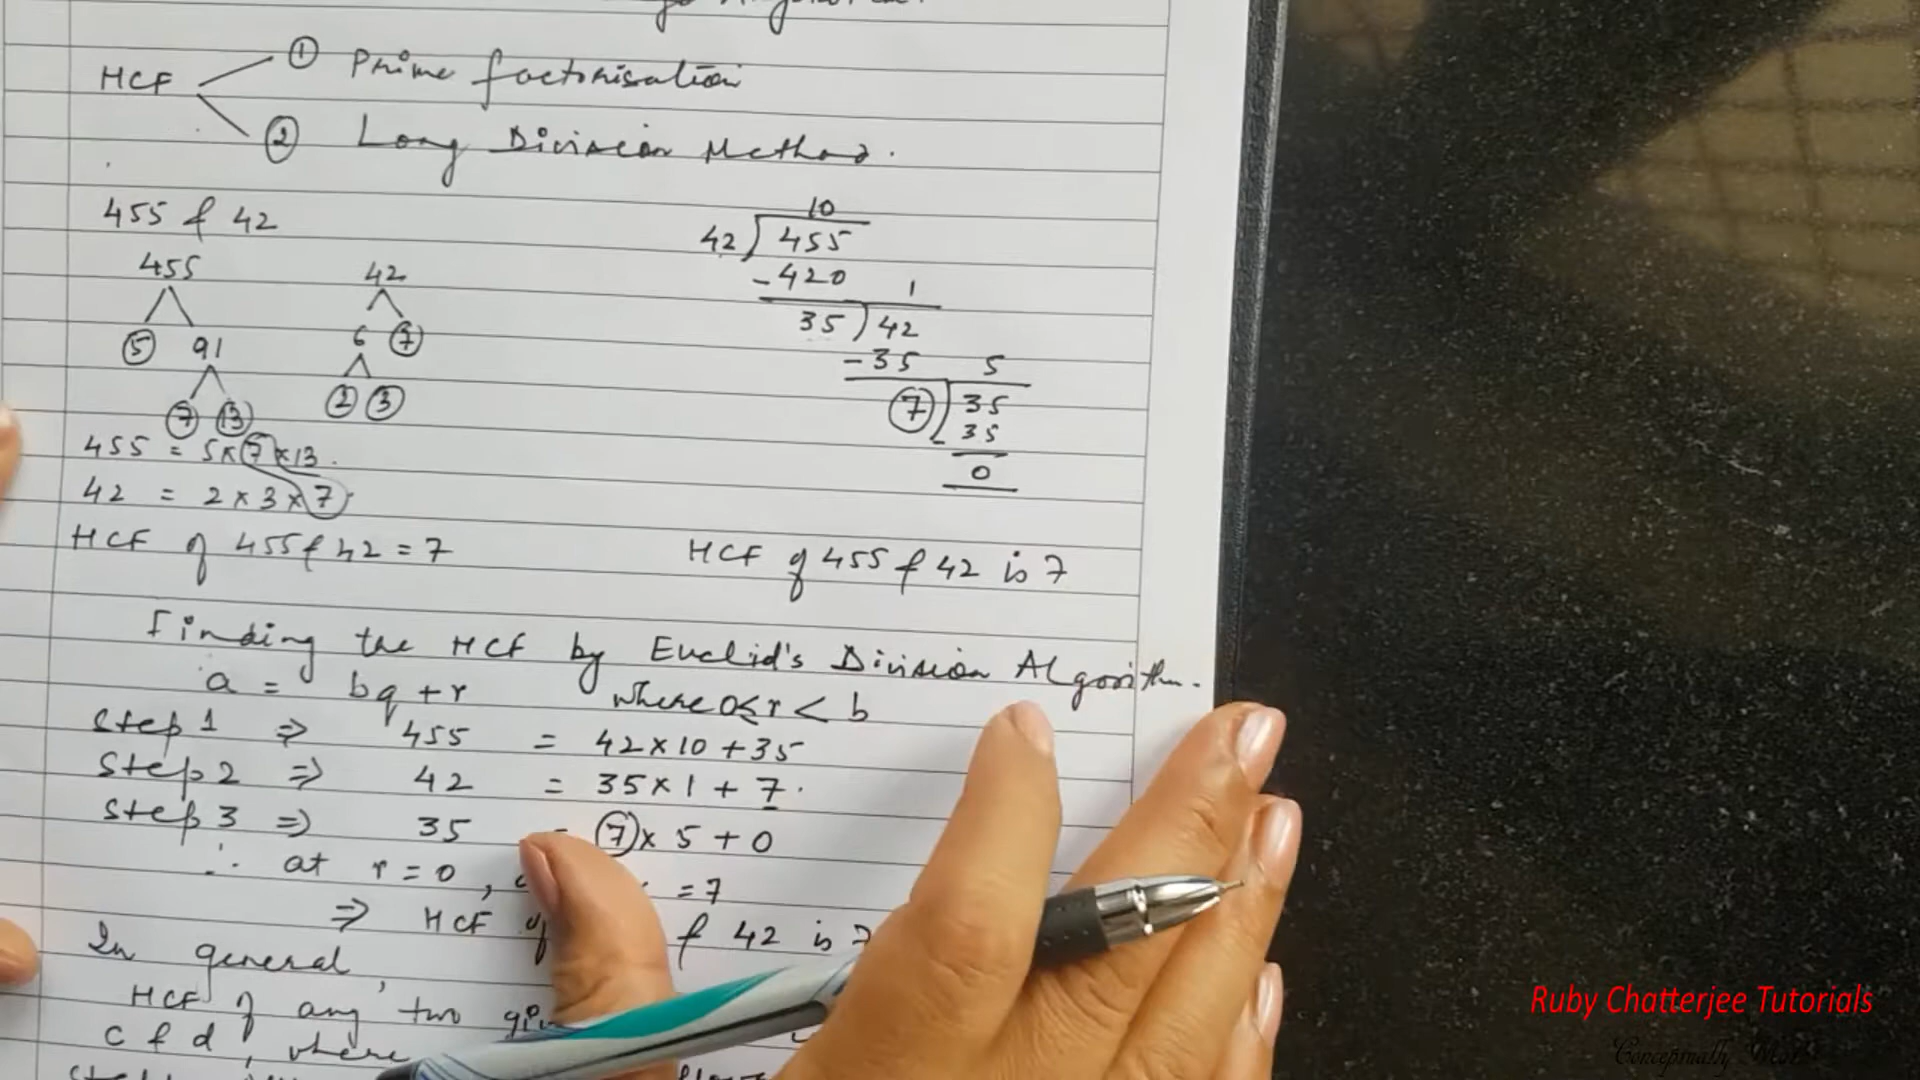 HCF
① Prime factorisation
② Long Division Method.
455 & 42
455
5 91
7 13
42
6 7
2 3
455 = 5×7×13.
42 = 2×3×7.
HCF of 455 & 42 = 7
10
42) 455
-420 1
35) 42
-35 5
7) 35
35
0
HCF of 455 & 42 is 7
Finding the HCF by Euclid's Division Algorithm.
a = bq + r where 0≤r < b
Step 1 ⇒ 455 = 42×10+35
Step 2 ⇒ 42 = 35×1 + 7.
Step 3 ⇒ 35 = 7× 5 + 0
∴ at r = 0, = 7
⇒ HCF of & 42 is 7
In general,
HCF of any two
c & d, where
Ruby Chatterjee Tutorials
Conceptually